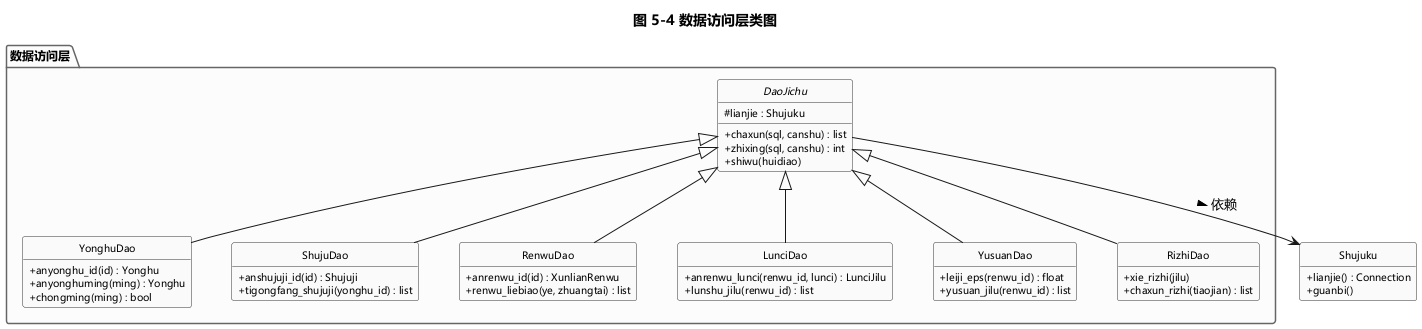 图 5-4 数据访问层类图
数据访问层
DaoJichu
#lianjie : Shujuku
+chaxun(sql, canshu) : list
+zhixing(sql, canshu) : int
+shiwu(huidiao)
依赖
YonghuDao
+anyonghu_id(id) : Yonghu
+anyonghuming(ming) : Yonghu
+chongming(ming) : bool
ShujuDao
+anshujuji_id(id) : Shujuji
+tigongfang_shujuji(yonghu_id) : list
RenwuDao
+anrenwu_id(id) : XunlianRenwu
+renwu_liebiao(ye, zhuangtai) : list
LunciDao
+anrenwu_lunci(renwu_id, lunci) : LunciJilu
+lunshu_jilu(renwu_id) : list
YusuanDao
+leiji_eps(renwu_id) : float
+yusuan_jilu(renwu_id) : list
RizhiDao
+xie_rizhi(jilu)
+chaxun_rizhi(tiaojian) : list
Shujuku
+lianjie() : Connection
+guanbi()